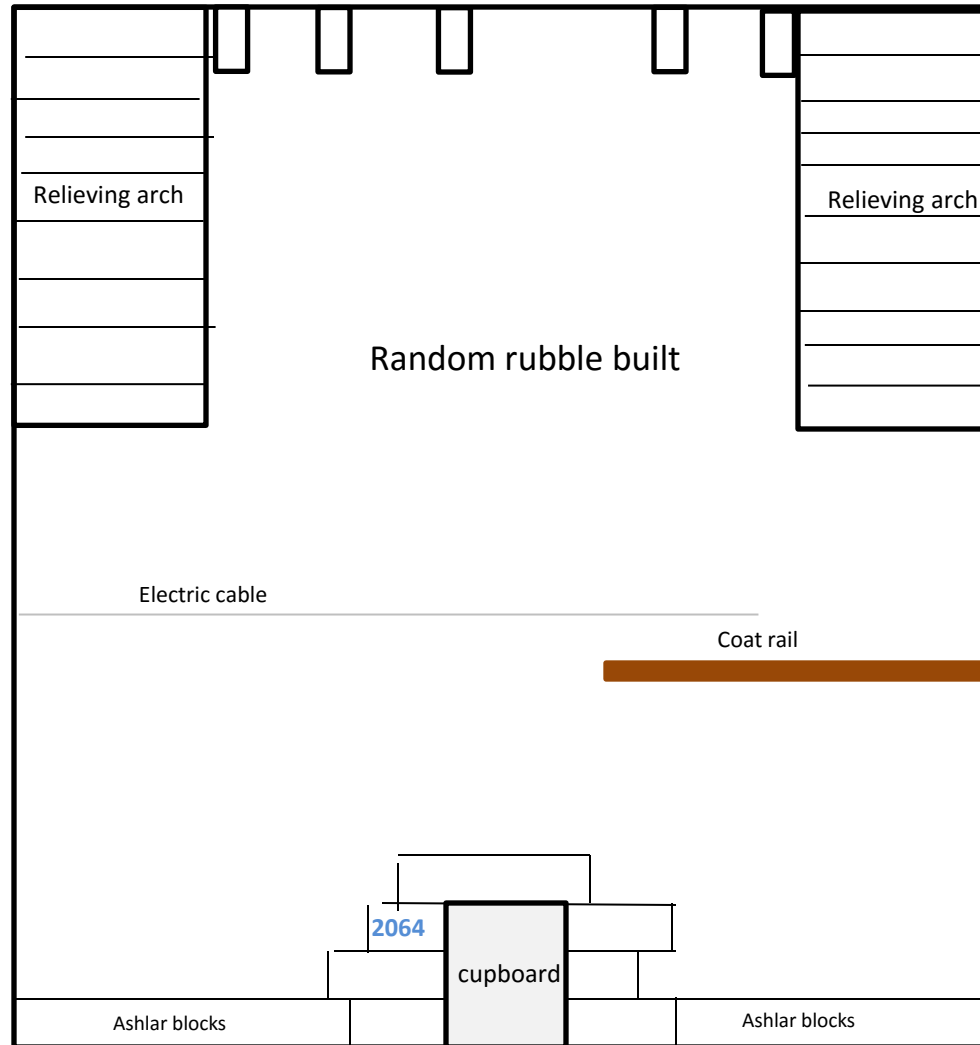 Relieving arch
Relieving arch
Random rubble built
Electric cable
Coat rail
2064
cupboard
Ashlar blocks
Ashlar blocks